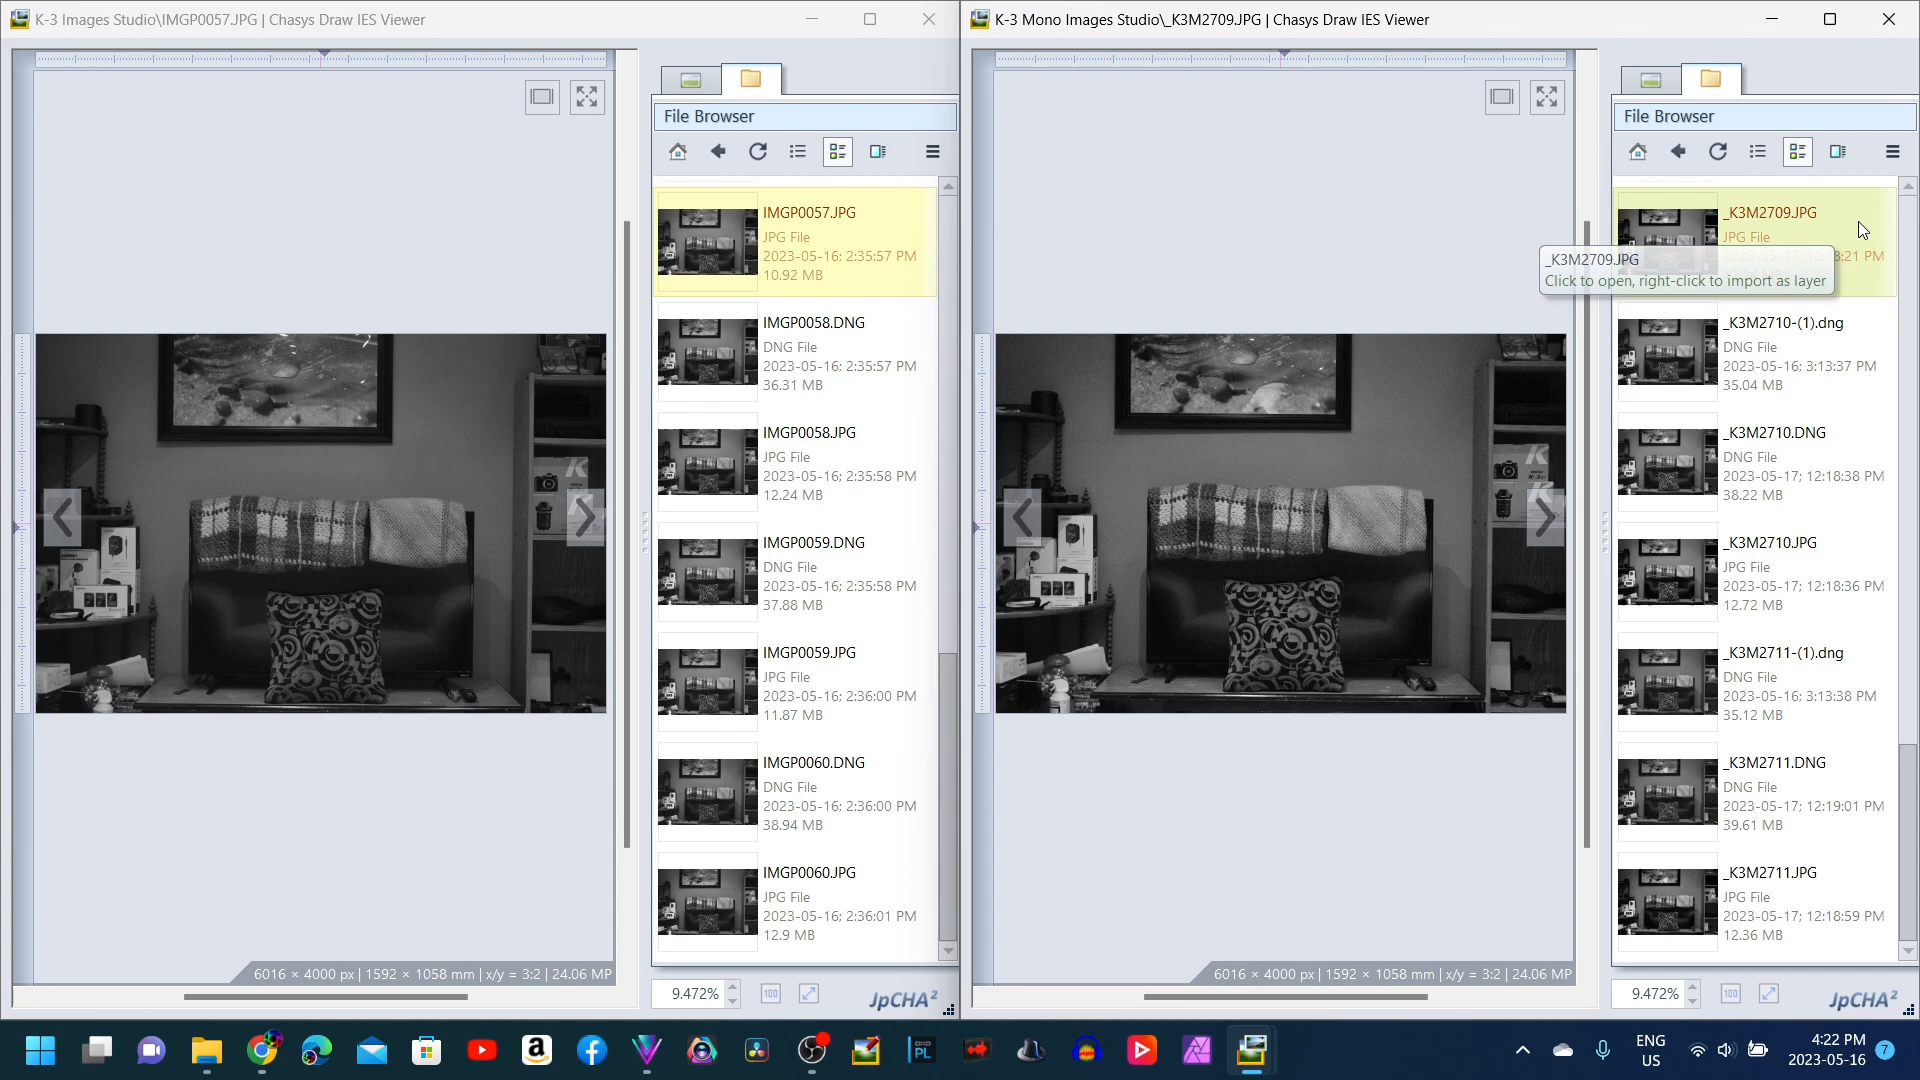 K-3 Images Studio\IMGP0057.JPG | Chasys Draw IES Viewer
File Browser
IMGP0057.JPG
JPG File
2023-05-16; 2:35:57 PM
10.92 MB
IMGP0058.DNG
DNG File
2023-05-16; 2:35:57 PM
36.31 MB
IMGP0058.JPG
JPG File
2023-05-16; 2:35:58 PM
12.24 MB
IMGP0059.DNG
DNG File
2023-05-16; 2:35:58 PM
37.88 MB
IMGP0059.JPG
JPG File
2023-05-16; 2:36:00 PM
11.87 MB
IMGP0060.DNG
DNG File
2023-05-16; 2:36:00 PM
38.94 MB
IMGP0060.JPG
JPG File
2023-05-16; 2:36:01 PM
12.9 MB
6016 × 4000 px | 1592 × 1058 mm | x/y = 3:2 | 24.06 MP
9.472%
100
JpCHA²
K-3 Mono Images Studio\_K3M2709.JPG | Chasys Draw IES Viewer
File Browser
_K3M2709.JPG
JPG File
_K3M2709.JPG
Click to open, right-click to import as layer
_K3M2710-(1).dng
DNG File
2023-05-16; 3:13:37 PM
35.04 MB
_K3M2710.DNG
DNG File
2023-05-17; 12:18:38 PM
38.22 MB
_K3M2710.JPG
JPG File
2023-05-17; 12:18:36 PM
12.72 MB
_K3M2711-(1).dng
DNG File
2023-05-16; 3:13:38 PM
35.12 MB
_K3M2711.DNG
DNG File
2023-05-17; 12:19:01 PM
39.61 MB
_K3M2711.JPG
JPG File
2023-05-17; 12:18:59 PM
12.36 MB
6016 × 4000 px | 1592 × 1058 mm | x/y = 3:2 | 24.06 MP
9.472%
100
JpCHA²
PL
ENG
US
4:22 PM
2023-05-16
7